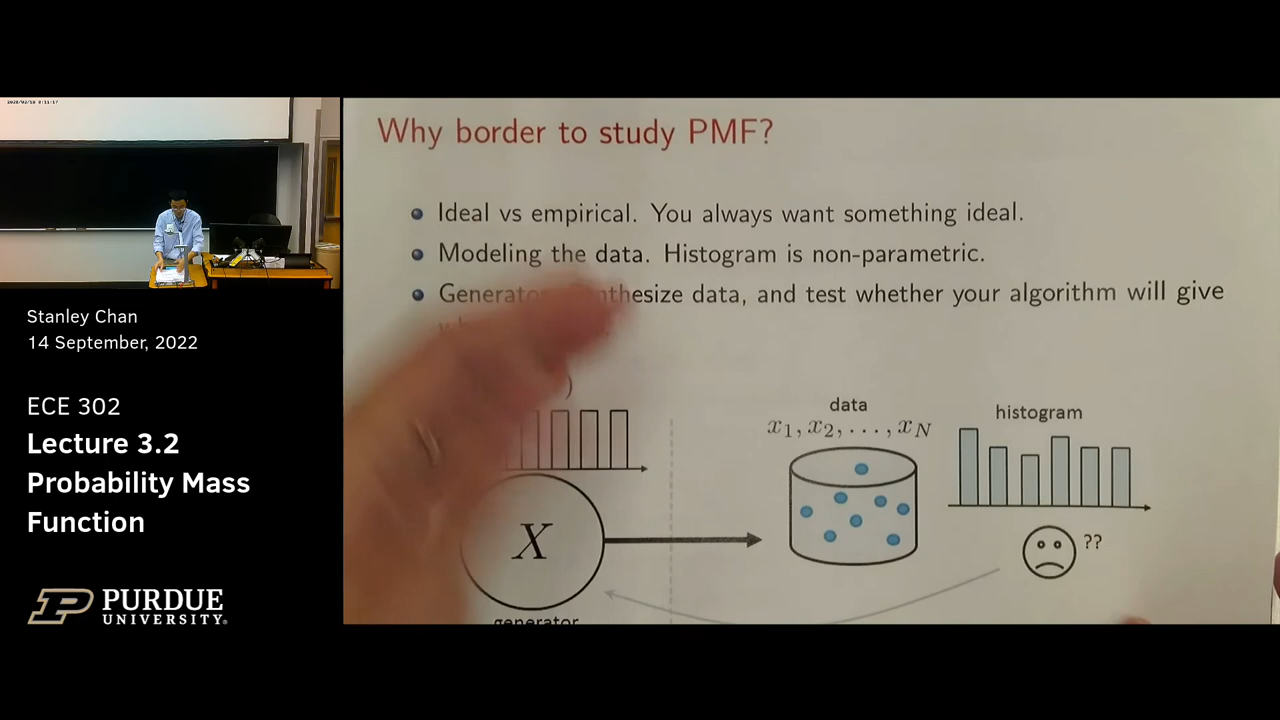 Stanley Chan
14 September, 2022
ECE 302
Lecture 3.2
Probability Mass
Function
PURDUE
UNIVERSITY.
Why border to study PMF?
Ideal vs empirical. You always want something ideal.
Modeling the data. Histogram is non-parametric.
data, and test whether your algorithm will give
)
data
x₁, x₂, . . . , x_N
histogram
X
??
generator